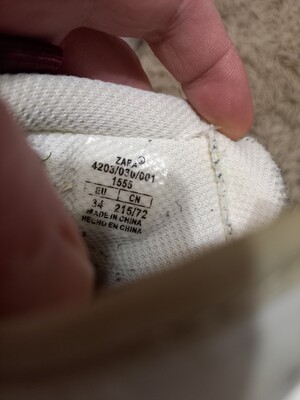 ZARA®
4203/030/001
1555
EU CN
34 215/72
MADE IN CHINA
HECHO EN CHINA